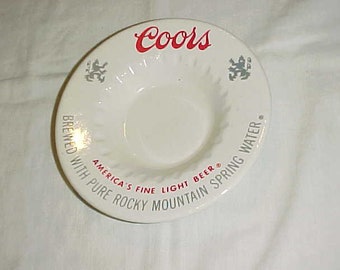 Coors
AMERICA'S FINE LIGHT BEER®
BREWED WITH PURE ROCKY MOUNTAIN SPRING WATER®